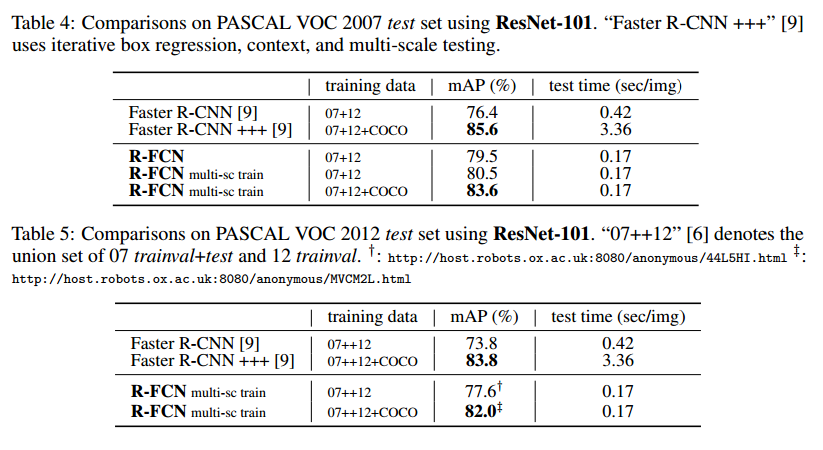 Table 4: Comparisons on PASCAL VOC 2007 test set using ResNet-101. “Faster R-CNN +++” [9]
uses iterative box regression, context, and multi-scale testing.
training data | mAP (%) | test time (sec/img)
Faster R-CNN [9] | 07+12 | 76.4 | 0.42
Faster R-CNN +++ [9] | 07+12+COCO | 85.6 | 3.36
R-FCN | 07+12 | 79.5 | 0.17
R-FCN multi-sc train | 07+12 | 80.5 | 0.17
R-FCN multi-sc train | 07+12+COCO | 83.6 | 0.17
Table 5: Comparisons on PASCAL VOC 2012 test set using ResNet-101. “07++12” [6] denotes the
union set of 07 trainval+test and 12 trainval. †: http://host.robots.ox.ac.uk:8080/anonymous/44L5HI.html ‡:
http://host.robots.ox.ac.uk:8080/anonymous/MVCM2L.html
training data | mAP (%) | test time (sec/img)
Faster R-CNN [9] | 07++12 | 73.8 | 0.42
Faster R-CNN +++ [9] | 07++12+COCO | 83.8 | 3.36
R-FCN multi-sc train | 07++12 | 77.6† | 0.17
R-FCN multi-sc train | 07++12+COCO | 82.0‡ | 0.17